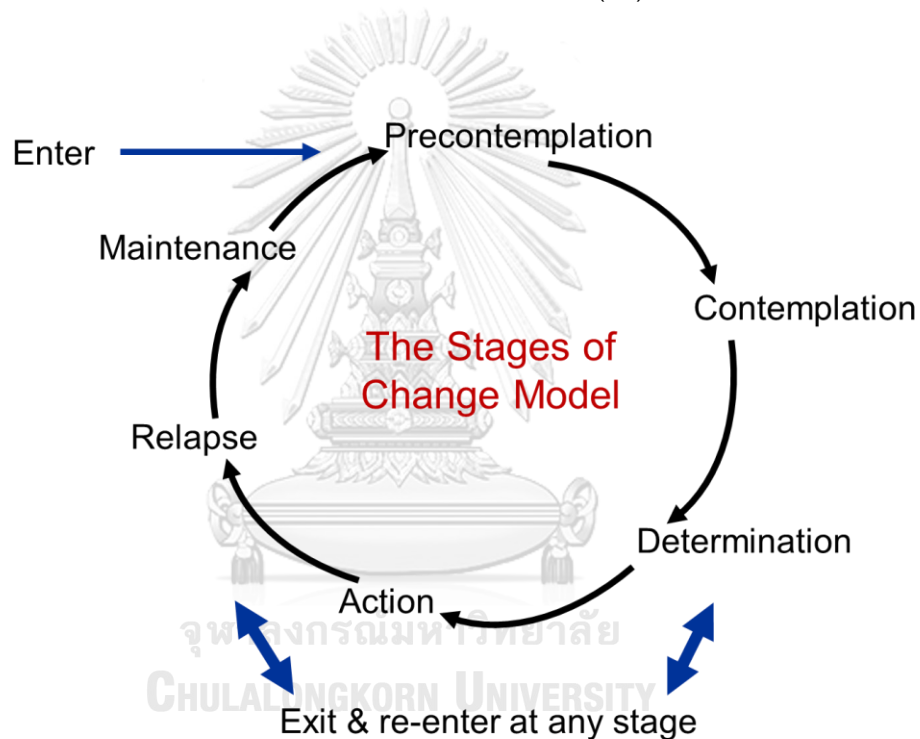 Enter
Precontemplation
Maintenance
Contemplation
The Stages of
Change Model
Relapse
Determination
Action
จุฬาลงกรณ์มหาวิทยาลัย
CHULALONGKORN UNIVERSITY
Exit & re-enter at any stage